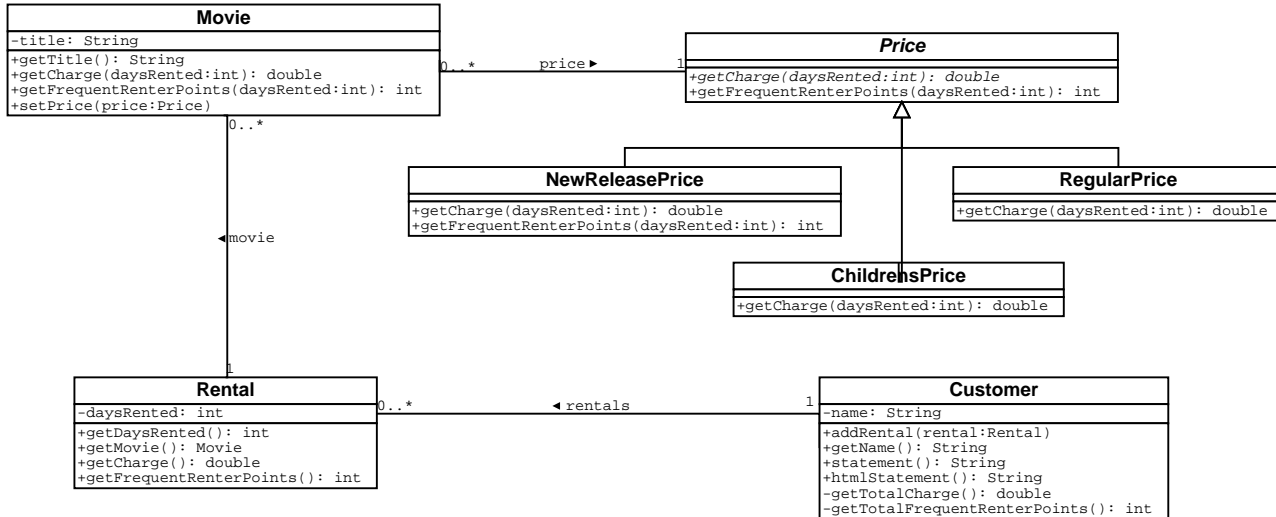 Movie
-title: String
+getTitle(): String
+getCharge(daysRented:int): double
+getFrequentRenterPoints(daysRented:int): int
+setPrice(price:Price)
0..*
price ►
1
Price
+getCharge(daysRented:int): double
+getFrequentRenterPoints(daysRented:int): int
0..*
NewReleasePrice
+getCharge(daysRented:int): double
+getFrequentRenterPoints(daysRented:int): int
RegularPrice
+getCharge(daysRented:int): double
◄movie
ChildrensPrice
+getCharge(daysRented:int): double
1
Rental
-daysRented: int
+getDaysRented(): int
+getMovie(): Movie
+getCharge(): double
+getFrequentRenterPoints(): int
0..*
◄ rentals
1
Customer
-name: String
+addRental(rental:Rental)
+getName(): String
+statement(): String
+htmlStatement(): String
-getTotalCharge(): double
-getTotalFrequentRenterPoints(): int